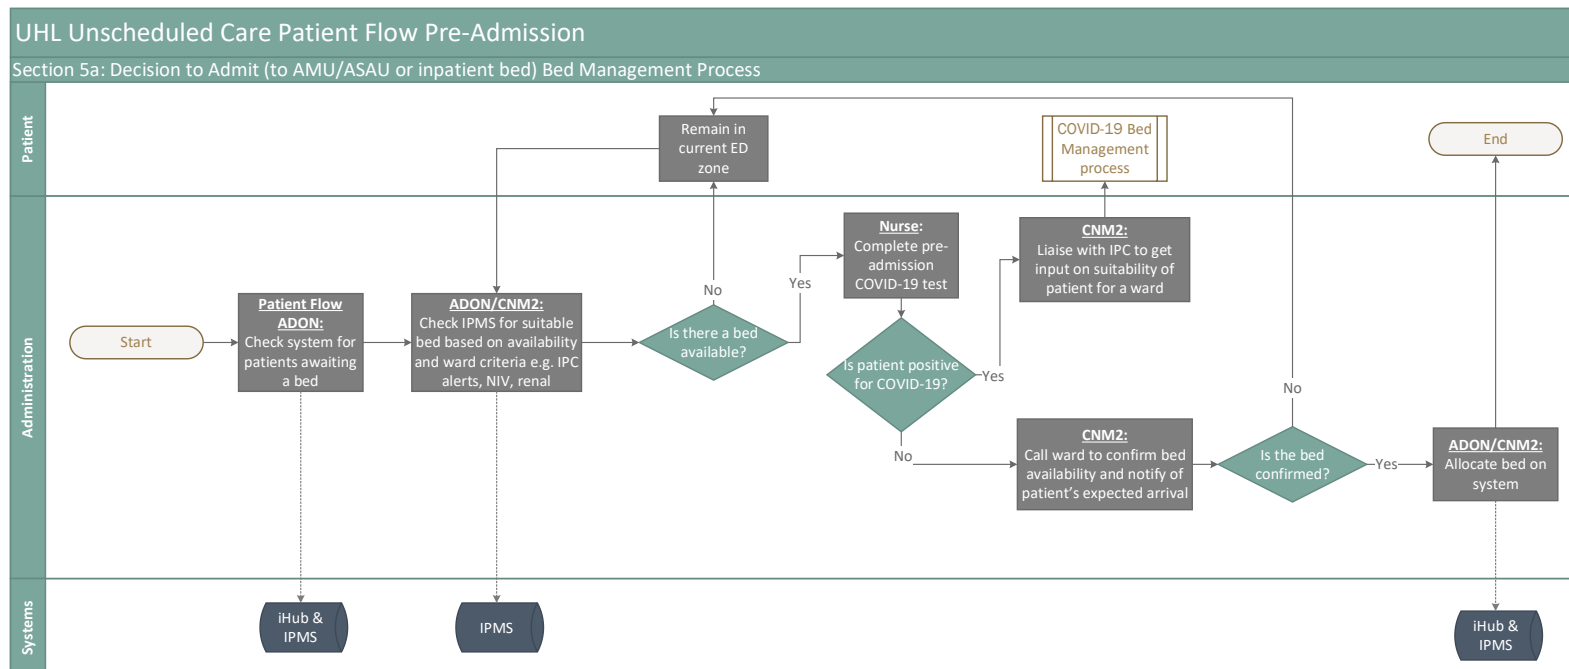 UHL Unscheduled Care Patient Flow Pre-Admission
Section 5a: Decision to Admit (to AMU/ASAU or inpatient bed) Bed Management Process
Patient
Remain in
current ED
zone
COVID-19 Bed
Management
process
End
Administration
Start
Patient Flow
ADON:
Check system for
patients awaiting
a bed
ADON/CNM2:
Check IPMS for suitable
bed based on availability
and ward criteria e.g. IPC
alerts, NIV, renal
Is there a bed
available?
No
Yes
Nurse:
Complete pre-
admission
COVID-19 test
Is patient positive
for COVID-19?
Yes
No
CNM2:
Liaise with IPC to get
input on suitability of
patient for a ward
CNM2:
Call ward to confirm bed
availability and notify of
patient's expected arrival
Is the bed
confirmed?
No
Yes
ADON/CNM2:
Allocate bed on
system
Systems
iHub &
IPMS
IPMS
iHub &
IPMS